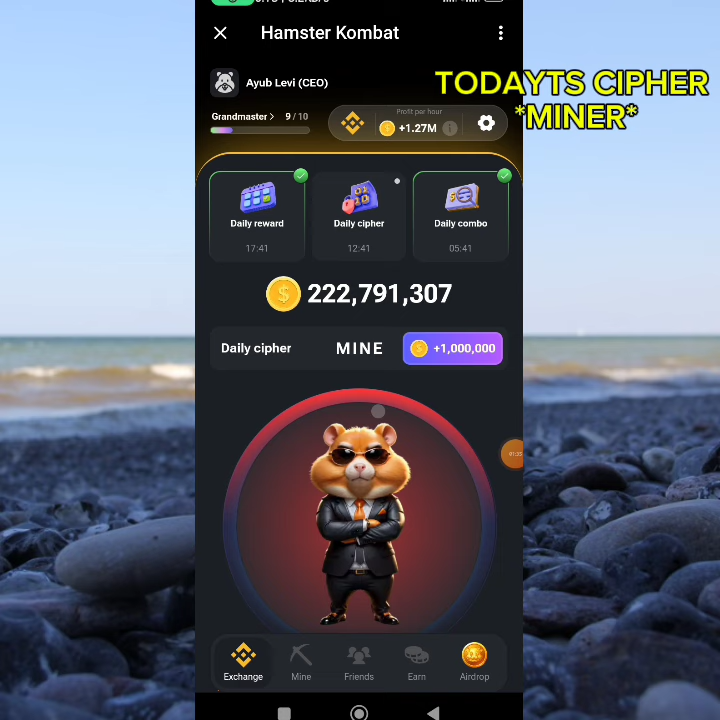 Hamster Kombat
Ayub Levi (CEO)
TODAYTS CIPHER
*MINER*
Grandmaster > 9 / 10
Profit per hour
+1.27M
Daily reward
17:41
Daily cipher
12:41
Daily combo
05:41
222,791,307
Daily cipher MINE +1,000,000
Exchange
Mine
Friends
Earn
Airdrop